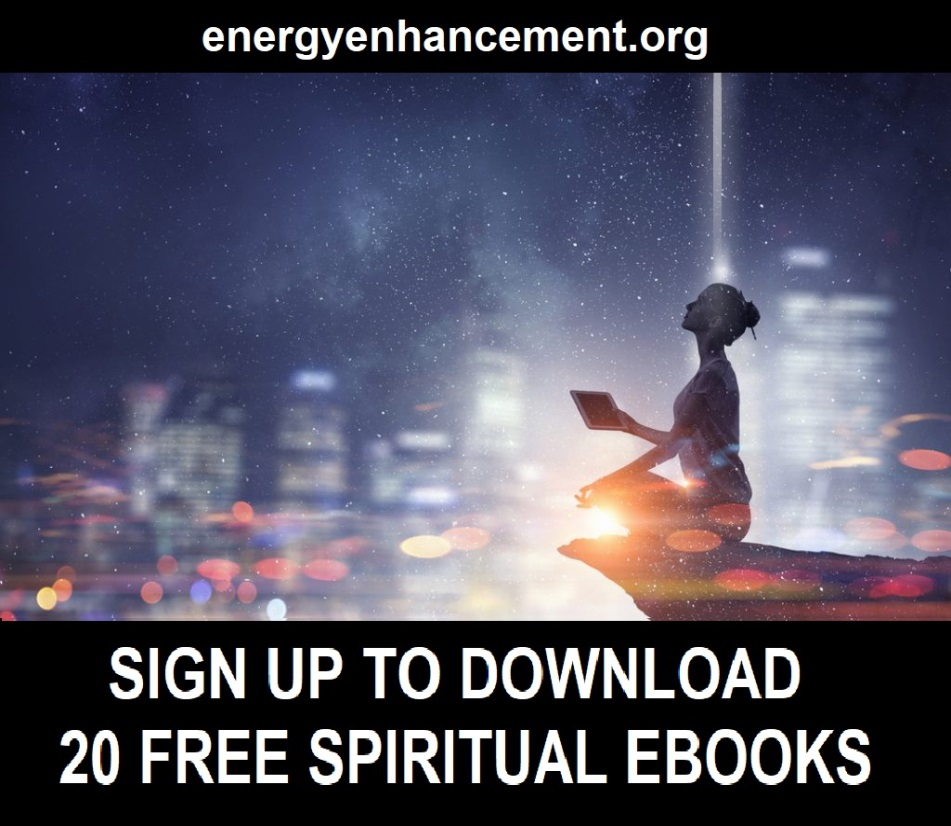 energyenhancement.org
SIGN UP TO DOWNLOAD
20 FREE SPIRITUAL EBOOKS